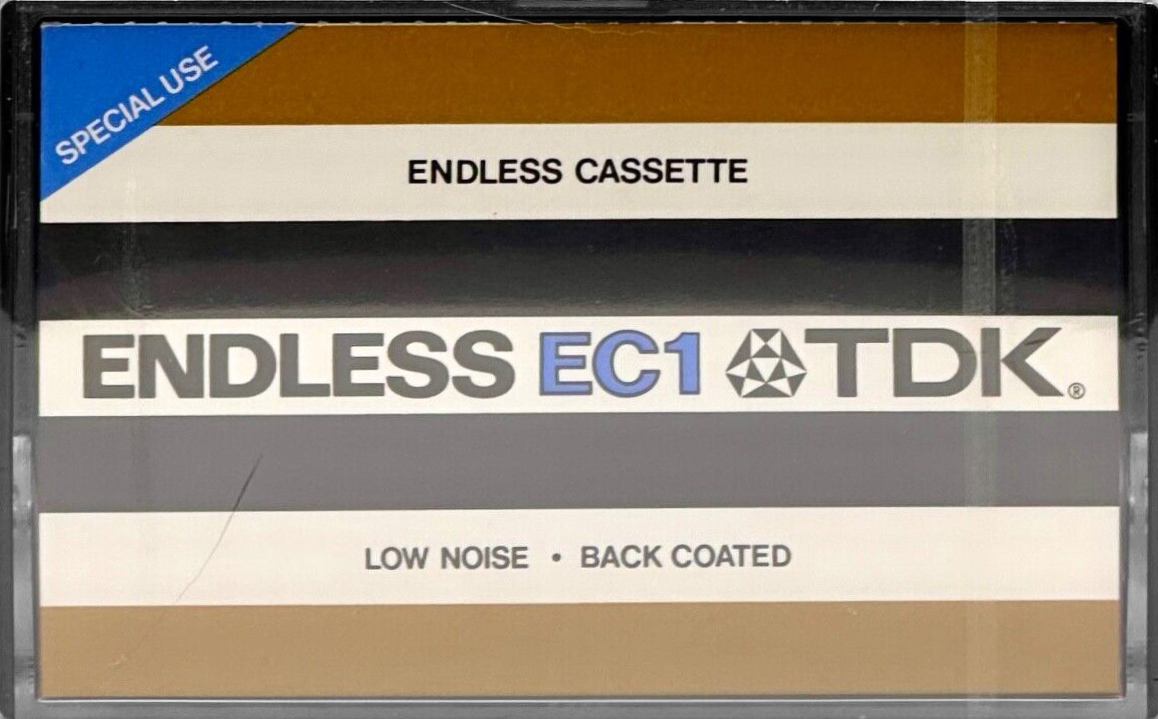 SPECIAL USE
ENDLESS CASSETTE
ENDLESS EC1 TDK®
LOW NOISE • BACK COATED